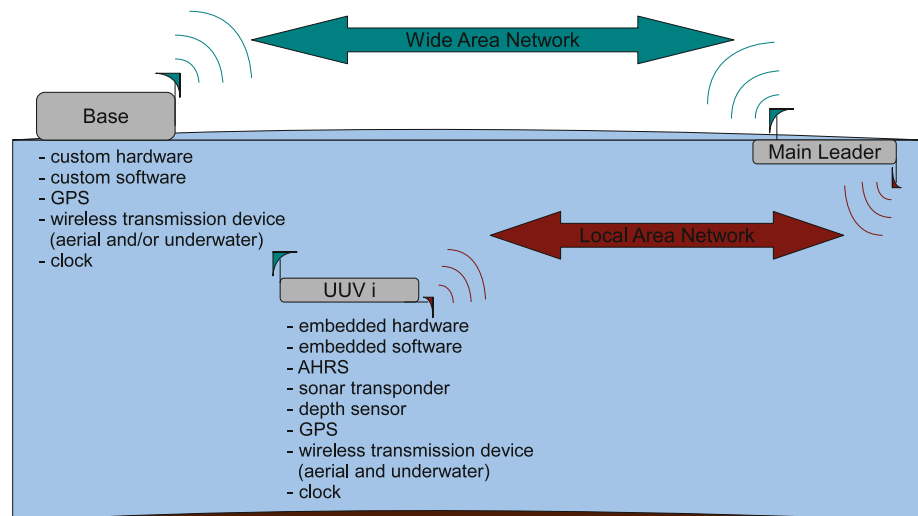 Wide Area Network
Base
Main Leader
- custom hardware
- custom software
- GPS
- wireless transmission device
(aerial and/or underwater)
- clock
Local Area Network
UUV i
- embedded hardware
- embedded software
- AHRS
- sonar transponder
- depth sensor
- GPS
- wireless transmission device
(aerial and underwater)
- clock